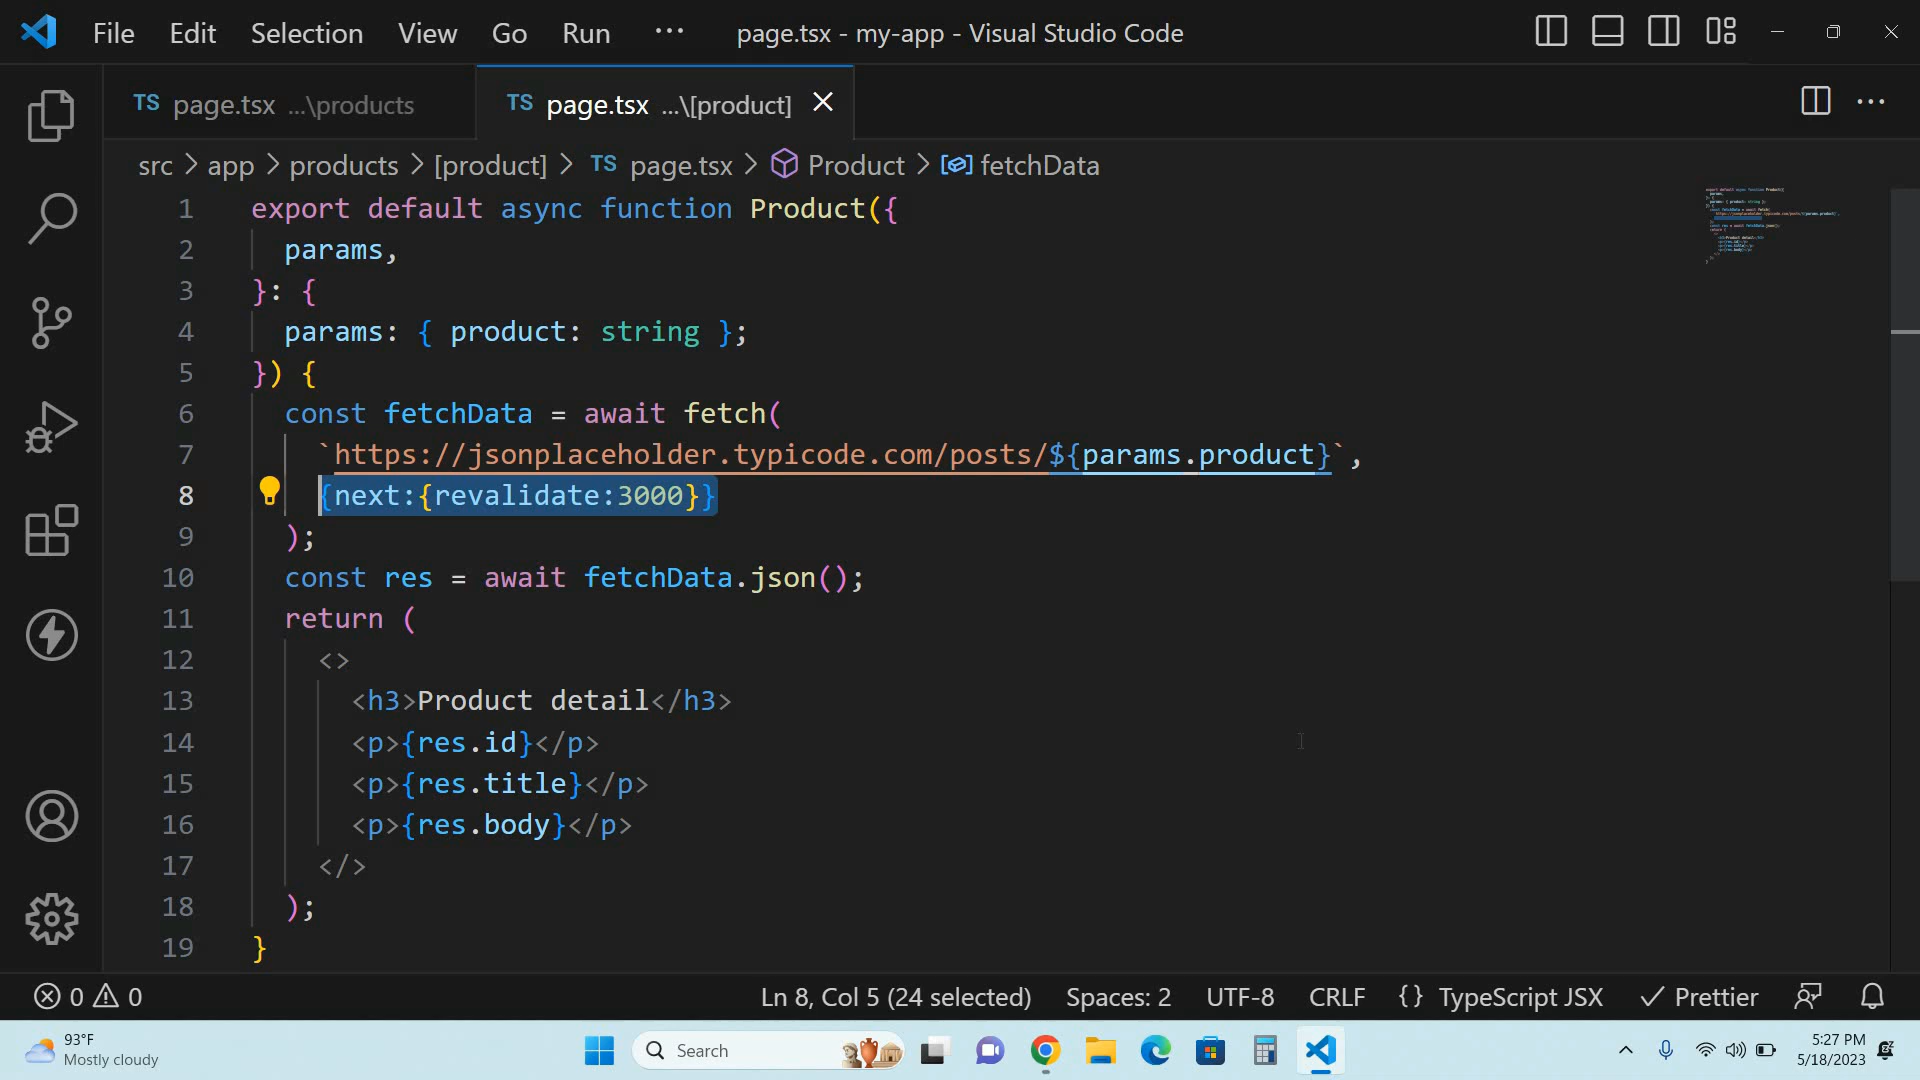 File Edit Selection View Go Run ··· page.tsx - my-app - Visual Studio Code
TS page.tsx ...\products
TS page.tsx ...\[product]
src > app > products > [product] > TS page.tsx > Product > fetchData
1 export default async function Product({
2 params,
3 }: {
4 params: { product: string };
5 }) {
6 const fetchData = await fetch(
7 `https://jsonplaceholder.typicode.com/posts/${params.product}`,
8 {next:{revalidate:3000}}
9 );
10 const res = await fetchData.json();
11 return (
12 <>
13 <h3>Product detail</h3>
14 <p>{res.id}</p>
15 <p>{res.title}</p>
16 <p>{res.body}</p>
17 </>
18 );
19 }
0 0 Ln 8, Col 5 (24 selected) Spaces: 2 UTF-8 CRLF {} TypeScript JSX Prettier
93°F
Mostly cloudy
Search
5:27 PM
5/18/2023